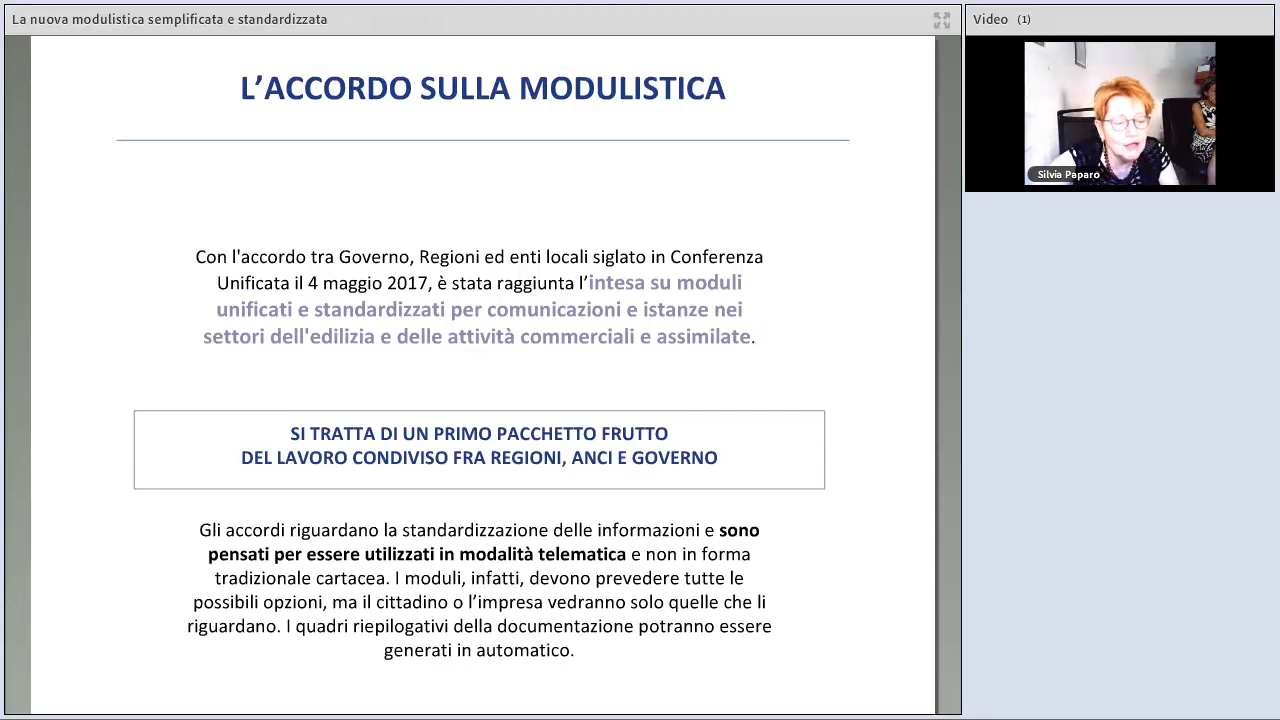 La nuova modulistica semplificata e standardizzata
Video (1)
L’ACCORDO SULLA MODULISTICA
Silvia Paparo
Con l'accordo tra Governo, Regioni ed enti locali siglato in Conferenza
Unificata il 4 maggio 2017, è stata raggiunta l’intesa su moduli
unificati e standardizzati per comunicazioni e istanze nei
settori dell'edilizia e delle attività commerciali e assimilate.
SI TRATTA DI UN PRIMO PACCHETTO FRUTTO
DEL LAVORO CONDIVISO FRA REGIONI, ANCI E GOVERNO
Gli accordi riguardano la standardizzazione delle informazioni e sono
pensati per essere utilizzati in modalità telematica e non in forma
tradizionale cartacea. I moduli, infatti, devono prevedere tutte le
possibili opzioni, ma il cittadino o l’impresa vedranno solo quelle che li
riguardano. I quadri riepilogativi della documentazione potranno essere
generati in automatico.